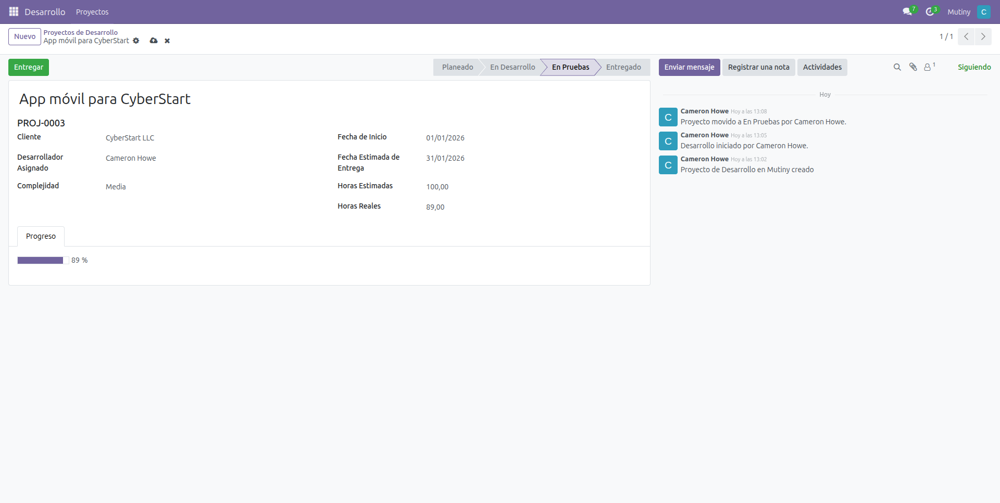 Desarrollo Proyectos 7 3 Mutiny C
Nuevo Proyectos de Desarrollo
App móvil para CyberStart
1 / 1
Entregar Planeado En Desarrollo En Pruebas Entregado Enviar mensaje Registrar una nota Actividades 1 Siguiendo
App móvil para CyberStart
PROJ-0003
Cliente CyberStart LLC
Desarrollador Asignado Cameron Howe
Complejidad Media
Fecha de Inicio 01/01/2026
Fecha Estimada de Entrega 31/01/2026
Horas Estimadas 100,00
Horas Reales 89,00
Progreso
89 %
Hoy
C Cameron Howe Hoy a las 13:08
Proyecto movido a En Pruebas por Cameron Howe.
C Cameron Howe Hoy a las 13:05
Desarrollo iniciado por Cameron Howe.
C Cameron Howe Hoy a las 13:02
Proyecto de Desarrollo en Mutiny creado